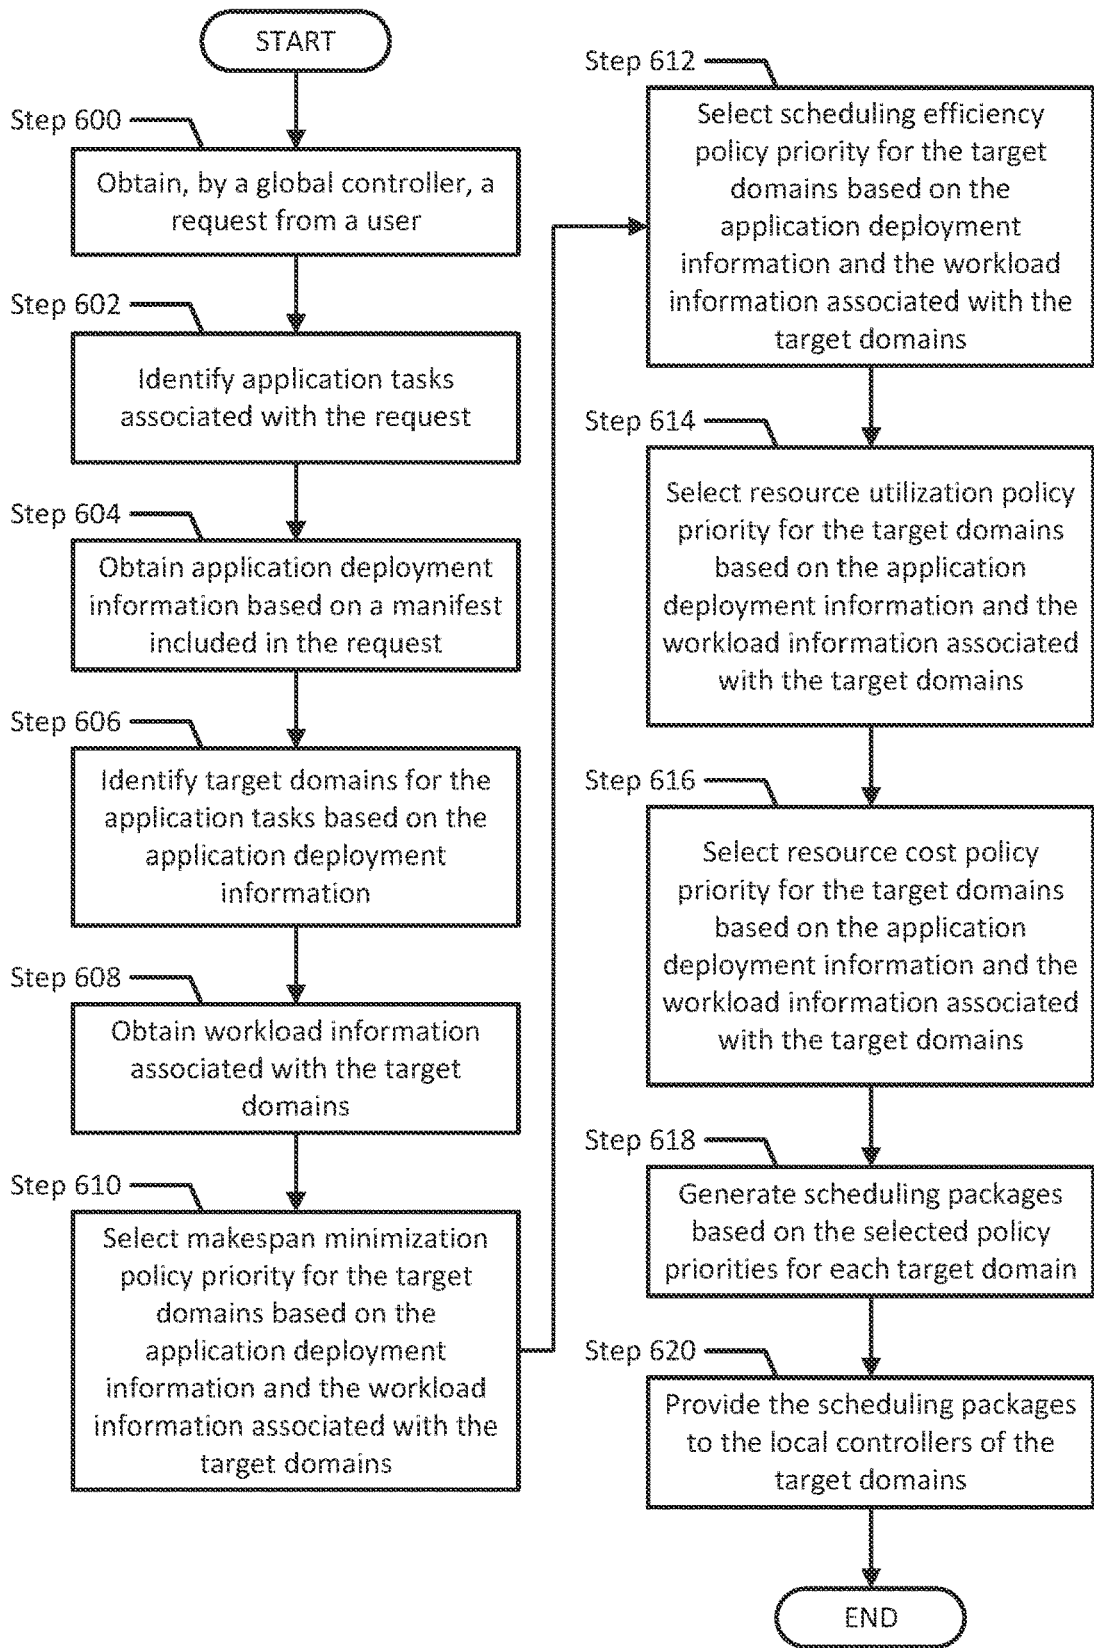 START
Step 600
Obtain, by a global controller, a
request from a user
Step 602
Identify application tasks
associated with the request
Step 604
Obtain application deployment
information based on a manifest
included in the request
Step 606
Identify target domains for the
application tasks based on the
application deployment
information
Step 608
Obtain workload information
associated with the target
domains
Step 610
Select makespan minimization
policy priority for the target
domains based on the
application deployment
information and the workload
information associated with the
target domains
Step 612
Select scheduling efficiency
policy priority for the target
domains based on the
application deployment
information and the workload
information associated with the
target domains
Step 614
Select resource utilization policy
priority for the target domains
based on the application
deployment information and the
workload information associated
with the target domains
Step 616
Select resource cost policy
priority for the target domains
based on the application
deployment information and the
workload information associated
with the target domains
Step 618
Generate scheduling packages
based on the selected policy
priorities for each target domain
Step 620
Provide the scheduling packages
to the local controllers of the
target domains
END